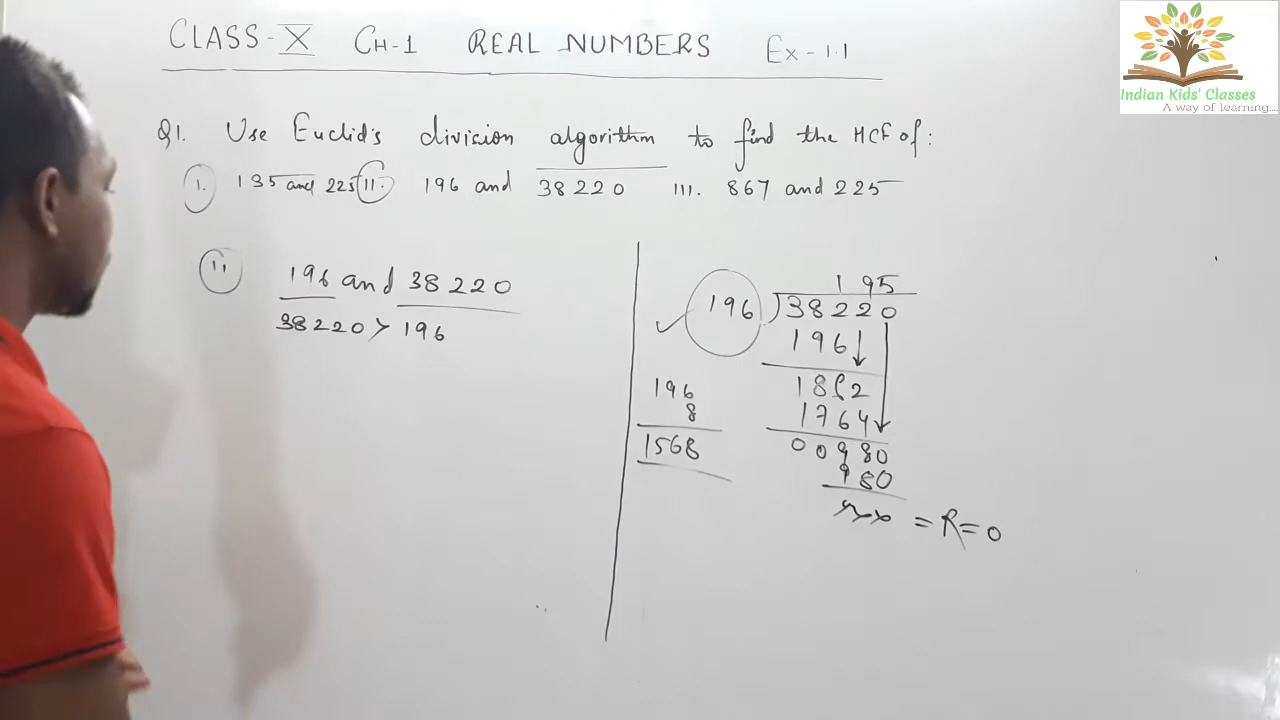 CLASS-X CH-1 REAL NUMBERS Ex-1.1
Indian Kids' Classes
A way of learning....
Q1. Use Euclid's division algorithm to find the HCF of:
i. 135 and 225 ii. 196 and 38220 iii. 867 and 225
ii 196 and 38220
38220 > 196
195
196 ) 38220
196
1862
1764
00980
980
××× = R = 0
196
8
1568